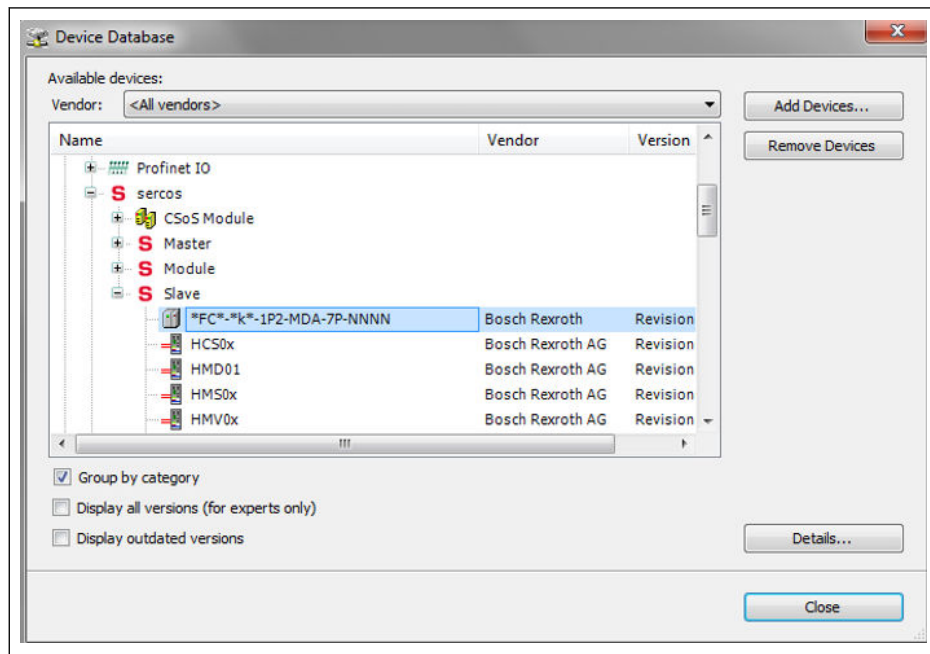 Device Database
Available devices:
Vendor: <All vendors>
Add Devices...
Name Vendor Version
Remove Devices
Profinet IO
S sercos
CSoS Module
S Master
S Module
S Slave
*FC*-*k*-1P2-MDA-7P-NNNN Bosch Rexroth Revision
HCS0x Bosch Rexroth AG Revision
HMD01 Bosch Rexroth AG Revision
HMS0x Bosch Rexroth AG Revision
HMV0x Bosch Rexroth AG Revision
Group by category
Display all versions (for experts only)
Display outdated versions
Details...
Close